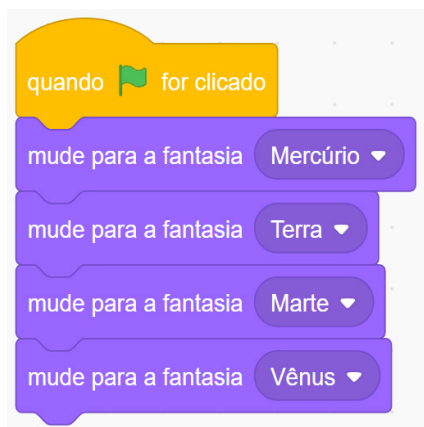 quando for clicado
mude para a fantasia Mercúrio
mude para a fantasia Terra
mude para a fantasia Marte
mude para a fantasia Vênus